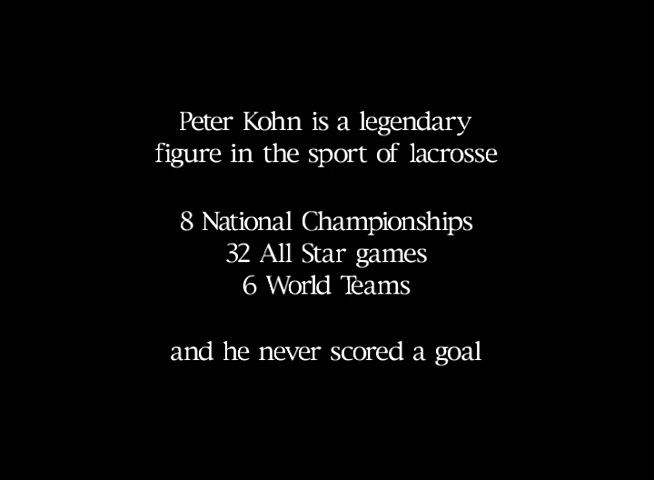 Peter Kohn is a legendary
figure in the sport of lacrosse
8 National Championships
32 All Star games
6 World Teams
and he never scored a goal